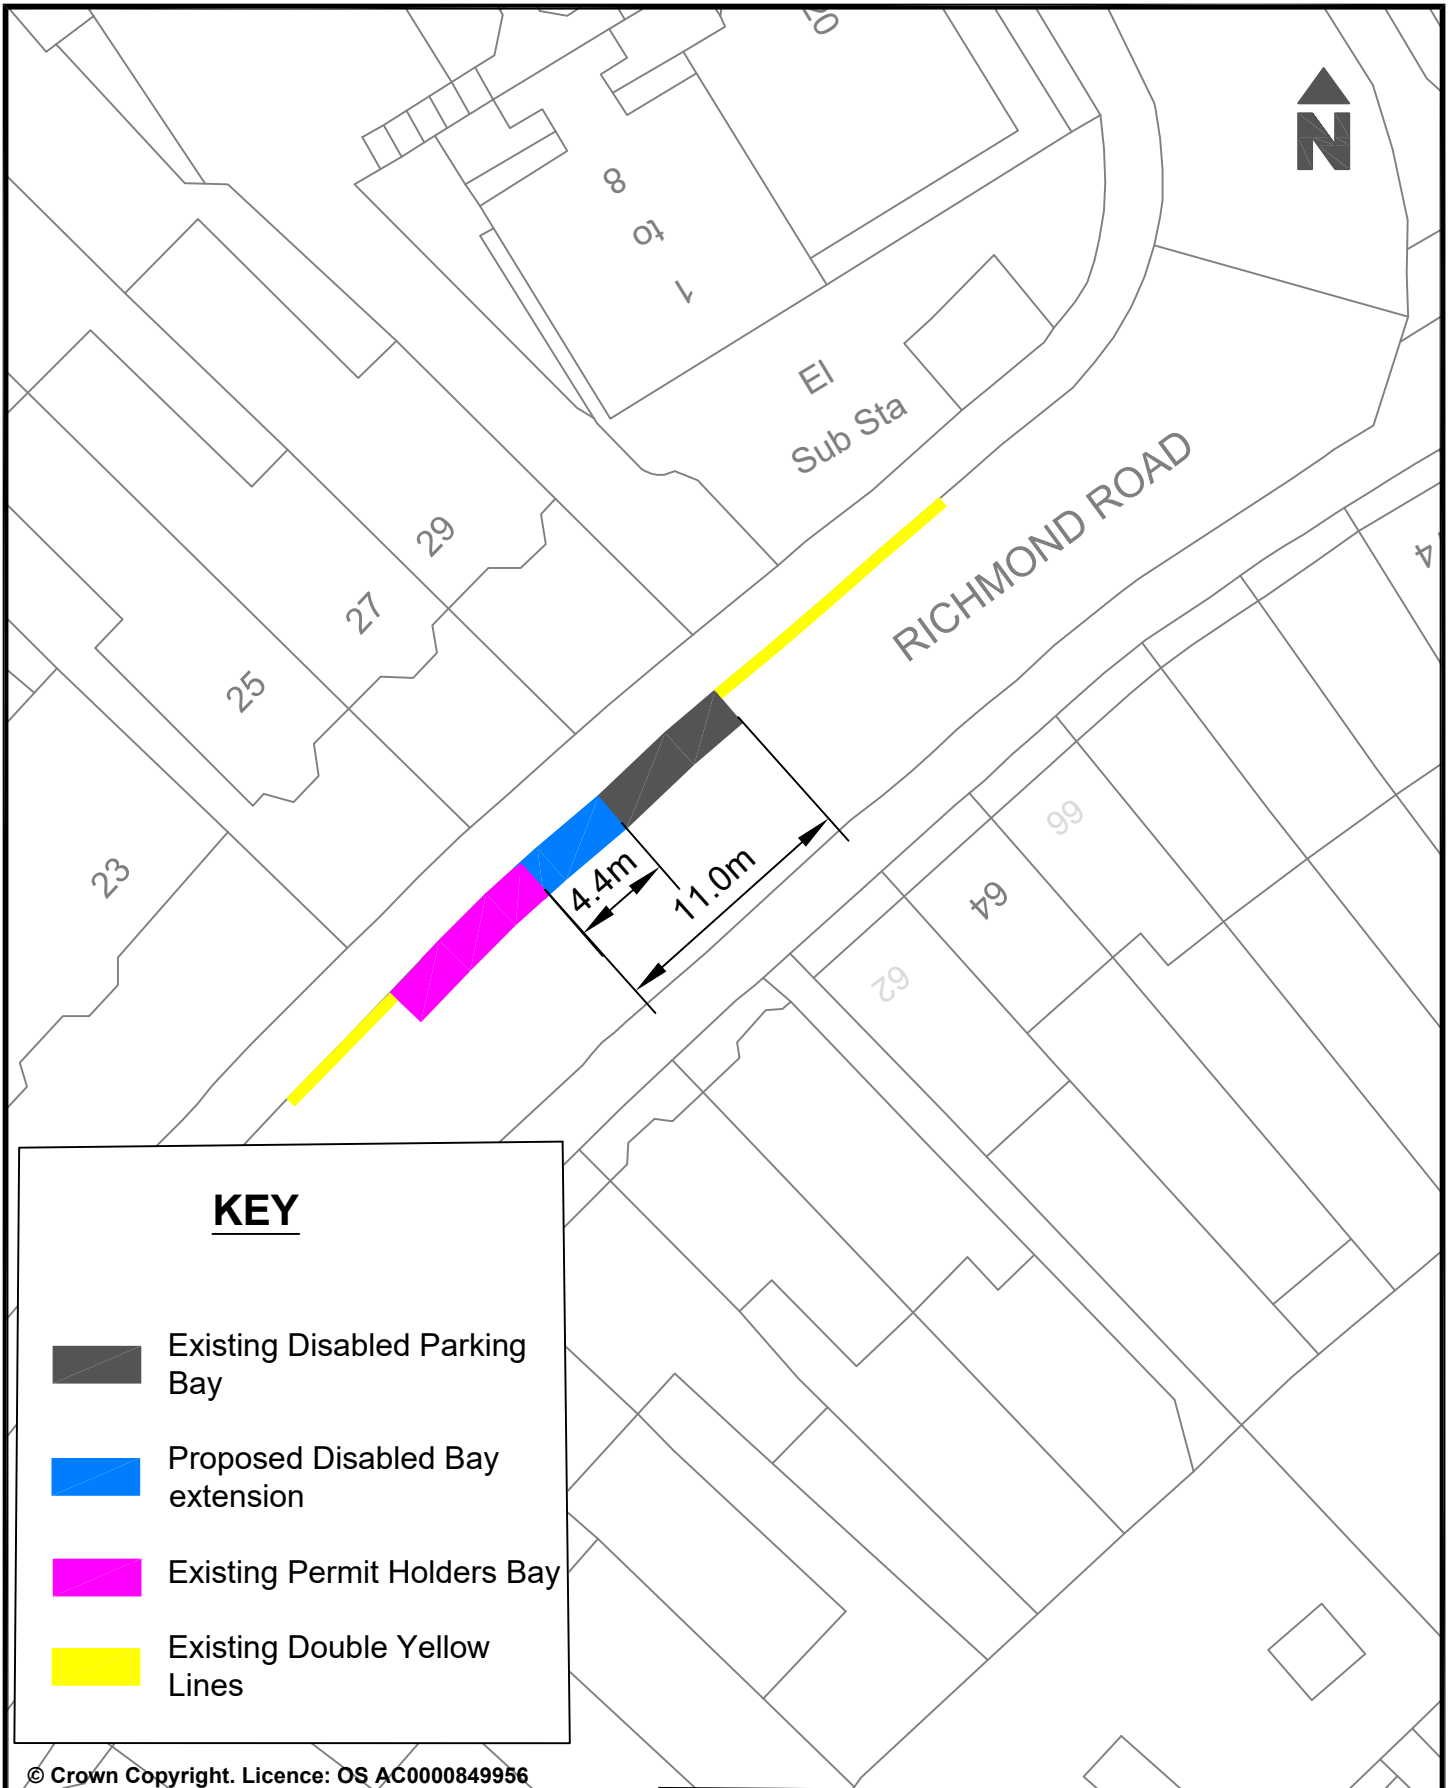 N
8
to
1
El
Sub Sta
RICHMOND ROAD
29
27
25
23
66
64
62
4.4m
11.0m
KEY
Existing Disabled Parking
Bay
Proposed Disabled Bay
extension
Existing Permit Holders Bay
Existing Double Yellow
Lines
© Crown Copyright. Licence: OS AC0000849956